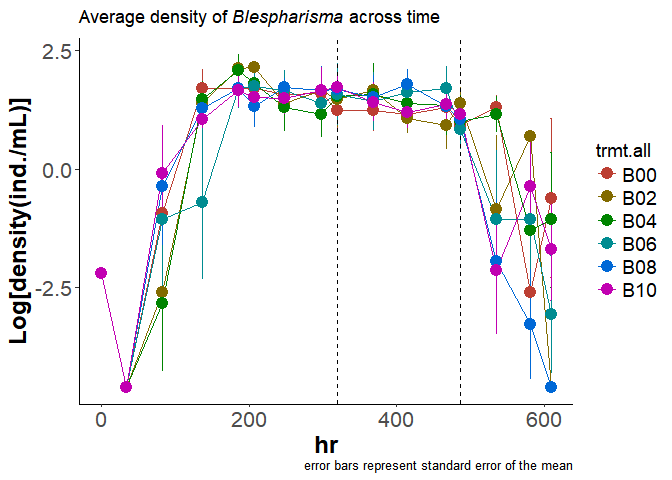 Average density of Blespharisma across time
Log[density(ind./mL)]
2.5
0.0
-2.5
0
200
400
600
hr
error bars represent standard error of the mean
trmt.all
B00
B02
B04
B06
B08
B10